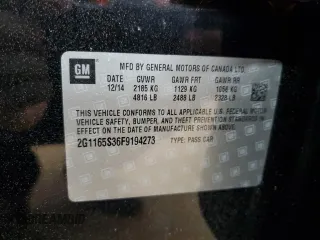 GM
MFD BY GENERAL MOTORS OF CANADA LTD.
12/14 GVWR GAWR FRT GAWR RR
2185 KG 1129 KG 1056 KG
4816 LB 2488 LB 2328 LB
THIS VEHICLE CONFORMS TO ALL APPLICABLE U.S. FEDERAL MOTOR
VEHICLE SAFETY, BUMPER, AND THEFT PREVENTION STANDARDS IN EFFECT ON
THE DATE OF MANUFACTURE SHOWN ABOVE.
2G1165S36F9194273 TYPE: PASS CAR